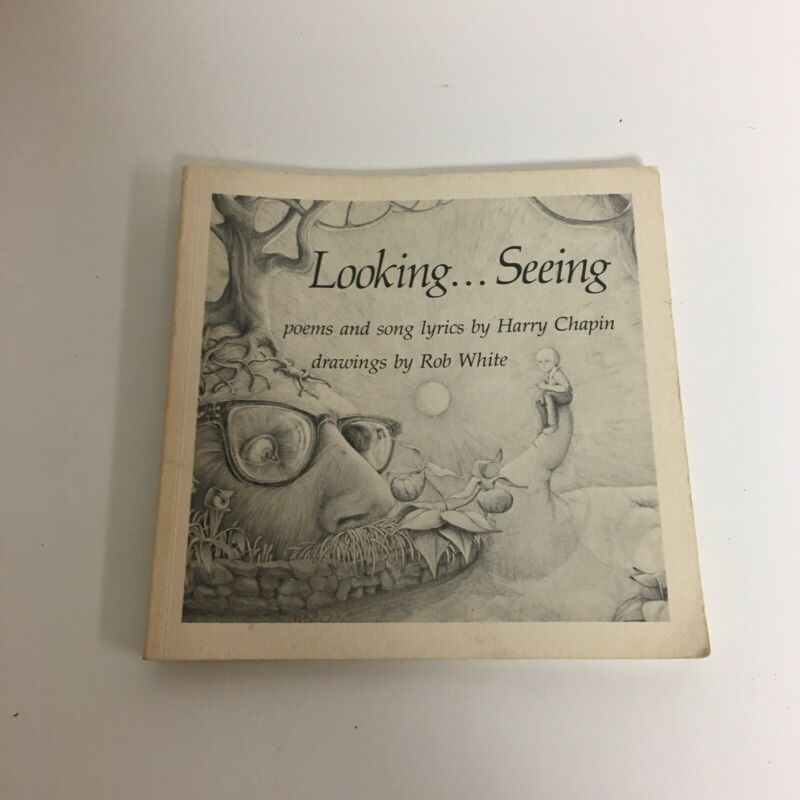 Looking... Seeing
poems and song lyrics by Harry Chapin
drawings by Rob White